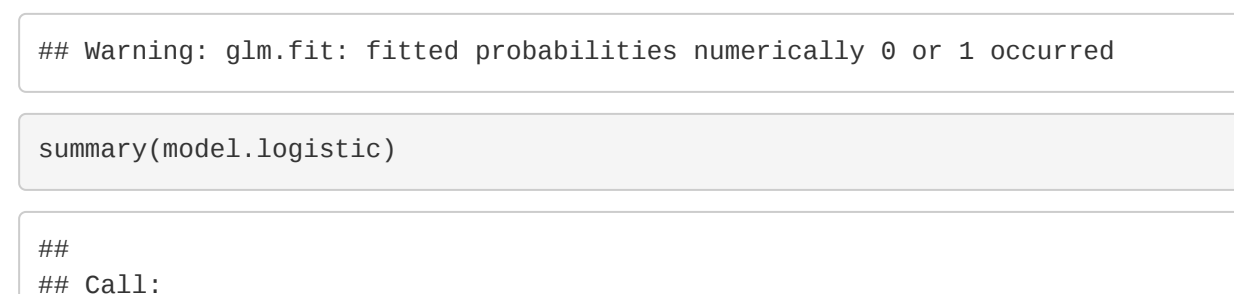 ## Warning: glm.fit: fitted probabilities numerically 0 or 1 occurred
summary(model.logistic)
##
## Call: